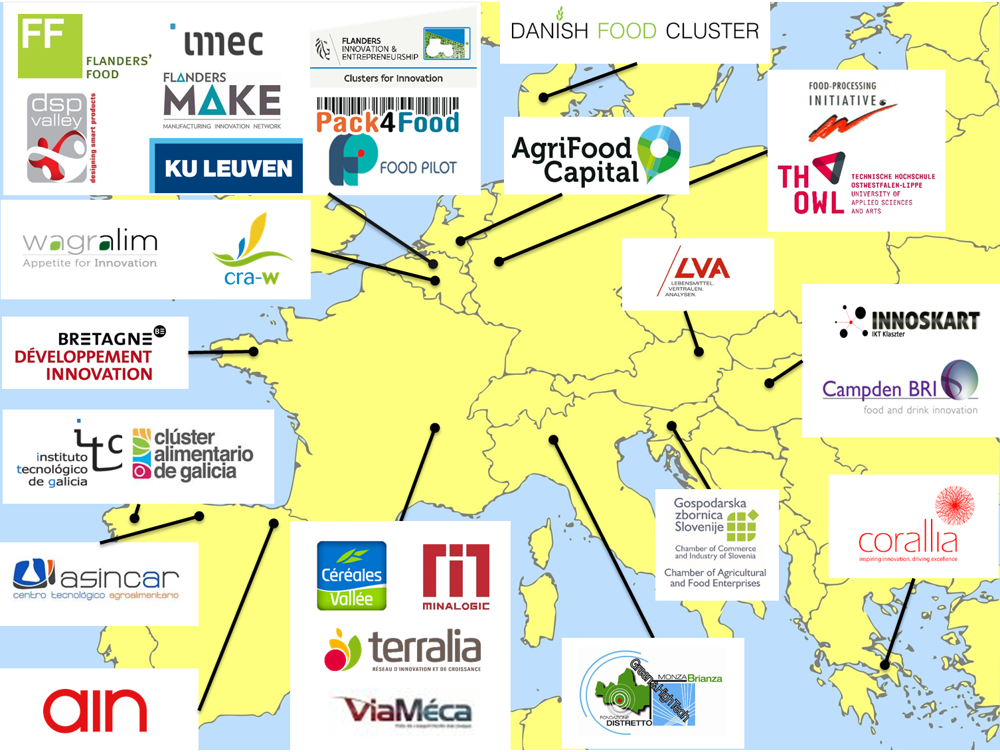 FF
FLANDERS'
FOOD
imec
FLANDERS
INNOVATION &
ENTREPRENEURSHIP
Clusters for Innovation
dsp
valley
designing smart products
FLANDERS
MAKE
MANUFACTURING INNOVATION NETWORK
KU LEUVEN
Pack4Food
FOOD PILOT
DANISH FOOD CLUSTER
AgriFood
Capital
FOOD-PROCESSING
INITIATIVE
TH
OWL
TECHNISCHE HOCHSCHULE
OSTWESTFALEN-LIPPE
UNIVERSITY OF
APPLIED SCIENCES
AND ARTS
wagralim
Appetite for Innovation
cra-w
LVA
LEBENSMITTEL.
VERTRAUEN.
ANALYSEN.
BRETAGNE BE
DÉVELOPPEMENT
INNOVATION
INNOSKART
IKT Klaszter
Campden BRI
food and drink innovation
itc
instituto
tecnológico
de galicia
clúster
alimentario
de galicia
asincar
centro tecnológico agroalimentario
ain
Céréales
Vallée
MINALOGIC
terralia
RÉSEAU D'INNOVATION ET DE CROISSANCE
ViaMéca
Gospodarska
zbornica
Slovenije
Chamber of Commerce
and Industry of Slovenia
Chamber of Agricultural
and Food Enterprises
corallia
inspiring innovation, driving excellence
Green & High Tech
MONZA Brianza
FONDAZIONE
DISTRETTO